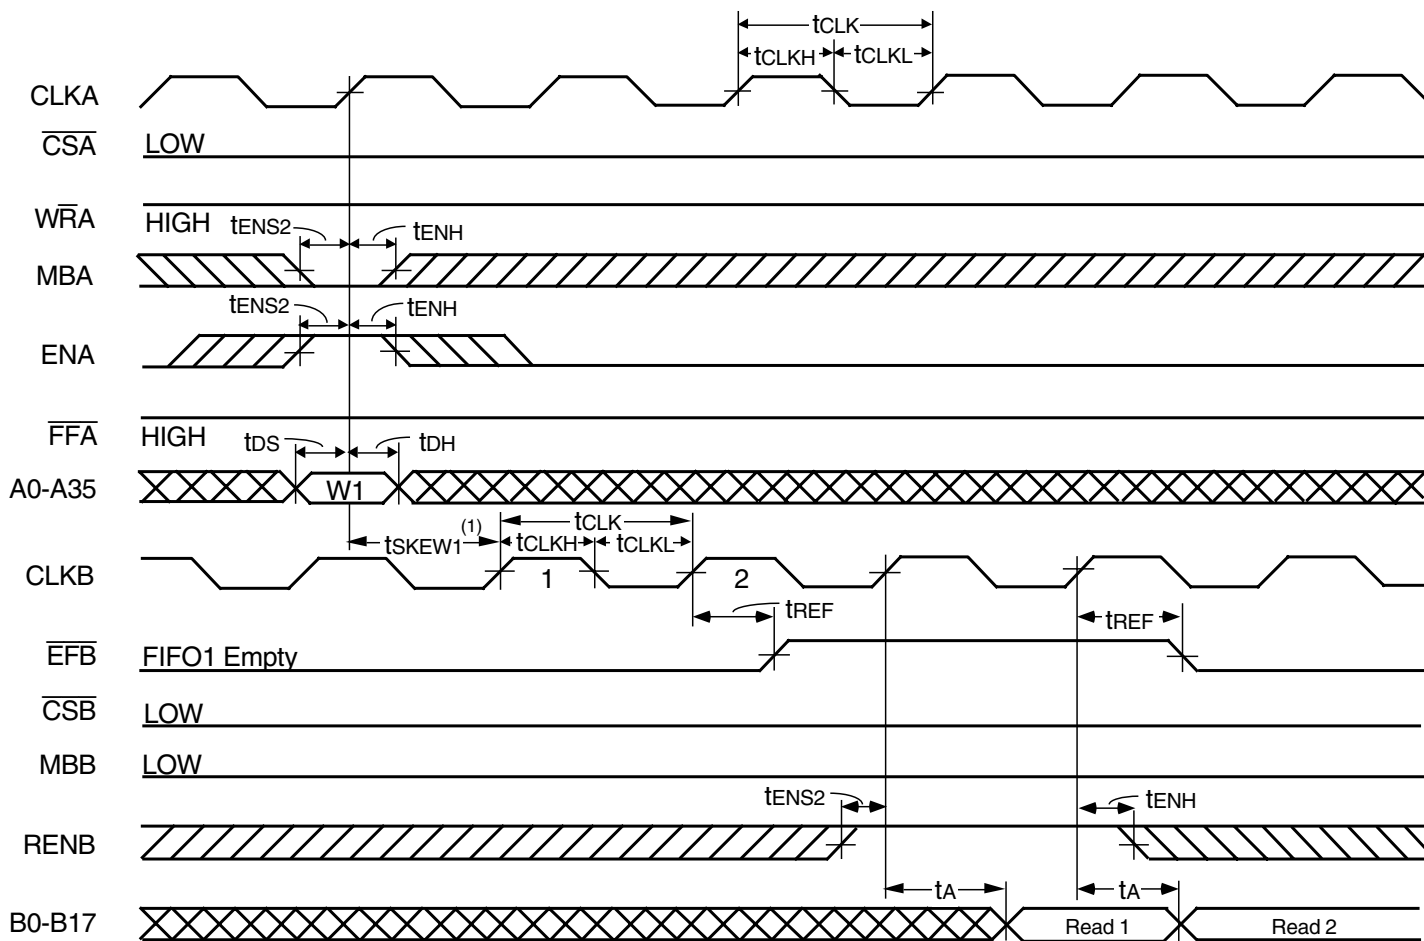 tCLK
tCLKH tCLKL
CLKA
CSA LOW
WRA HIGH
tENS2 tENH
MBA
tENS2 tENH
ENA
FFA HIGH
tDS tDH
A0-A35 W1
tSKEW1 (1) tCLK
tCLKH tCLKL
CLKB 1 2
tREF tREF
EFB FIFO1 Empty
CSB LOW
MBB LOW
tENS2 tENH
RENB
tA tA
B0-B17 Read 1 Read 2